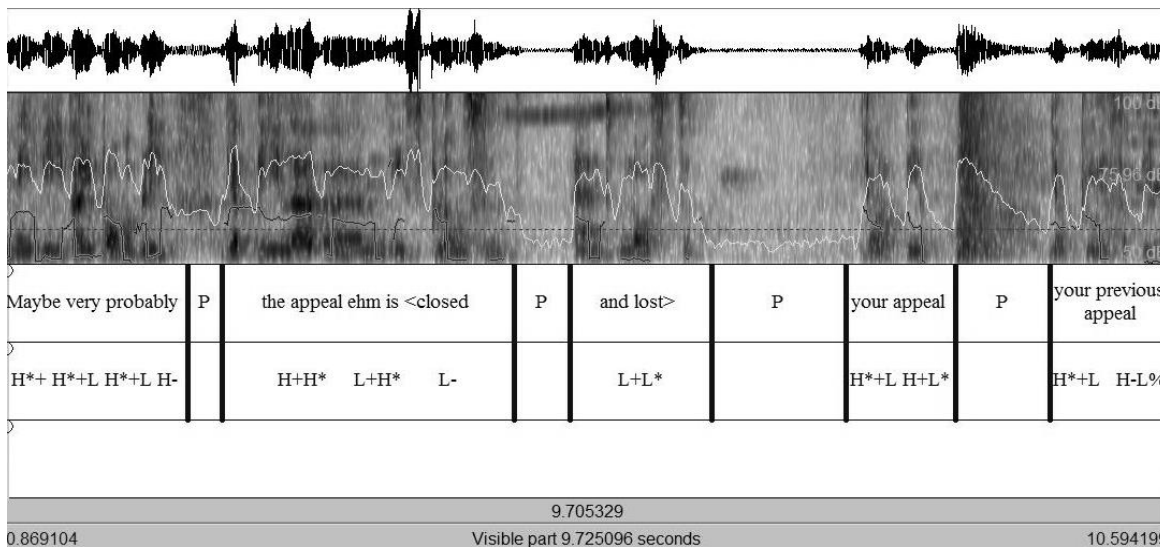 100 dB
75.96 dB
50 dB
Maybe very probably P the appeal ehm is <closed P and lost> P your appeal P your previous
appeal
H*+ H*+L H*+L H- H+H* L+H* L- L+L* H*+L H+L* H*+L H-L%
9.705329
0.869104 Visible part 9.725096 seconds 10.594199